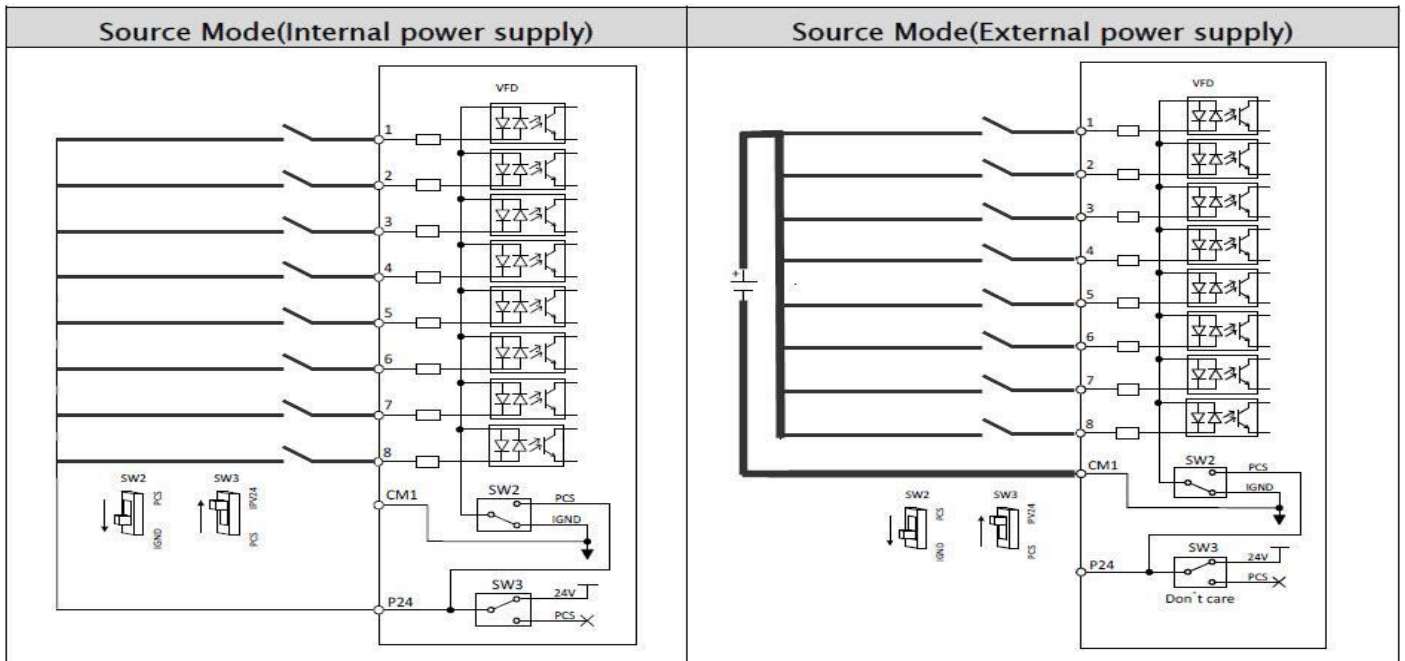 Source Mode(Internal power supply)
VFD
1
2
3
4
5
6
7
8
SW2
PCS
IGND
SW3
IPV24
PCS
CM1
SW2
PCS
IGND
P24
SW3
24V
PCS
Source Mode(External power supply)
VFD
1
2
3
4
5
6
7
8
+
CM1
SW2
PCS
IGND
SW2
PCS
IGND
SW3
IPV24
PCS
P24
SW3
24V
PCS
Don`t care